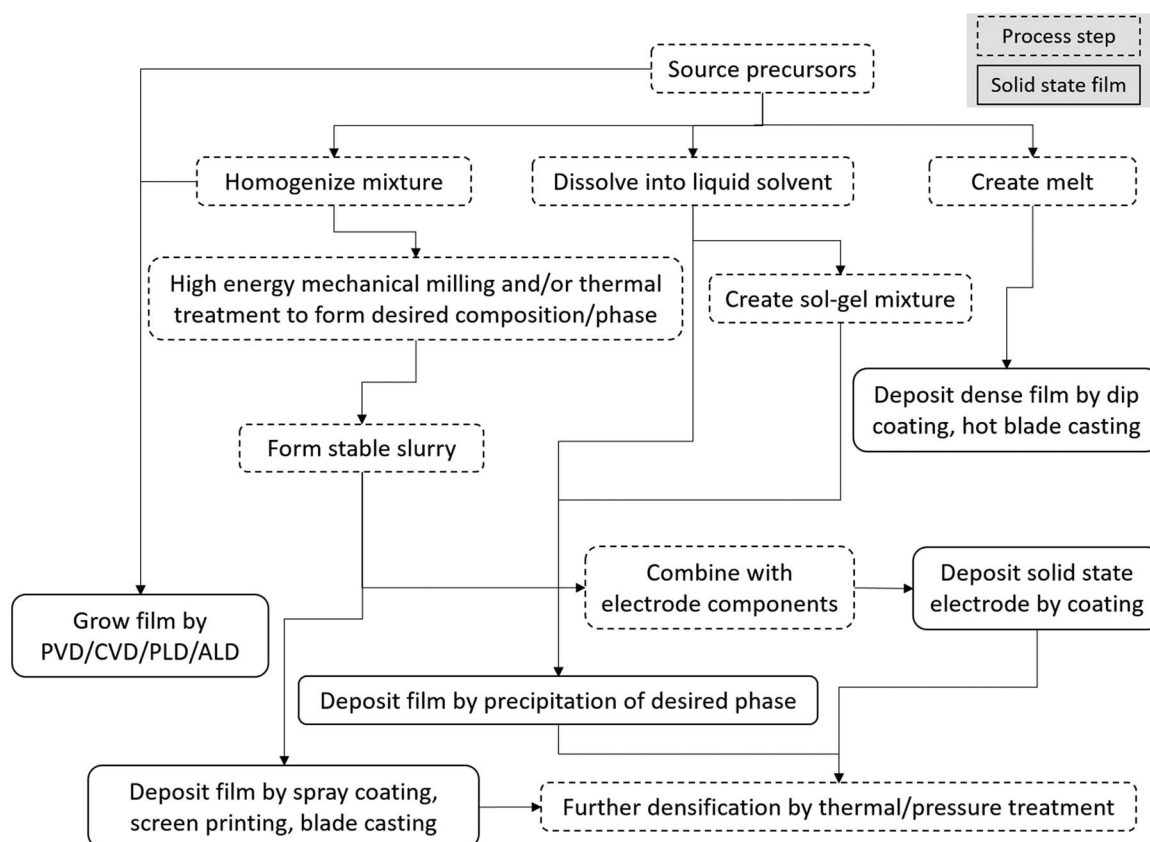 Process step
Solid state film
Source precursors
Homogenize mixture
Dissolve into liquid solvent
Create melt
High energy mechanical milling and/or thermal
treatment to form desired composition/phase
Create sol-gel mixture
Deposit dense film by dip
coating, hot blade casting
Form stable slurry
Combine with
electrode components
Deposit solid state
electrode by coating
Grow film by
PVD/CVD/PLD/ALD
Deposit film by precipitation of desired phase
Deposit film by spray coating,
screen printing, blade casting
Further densification by thermal/pressure treatment